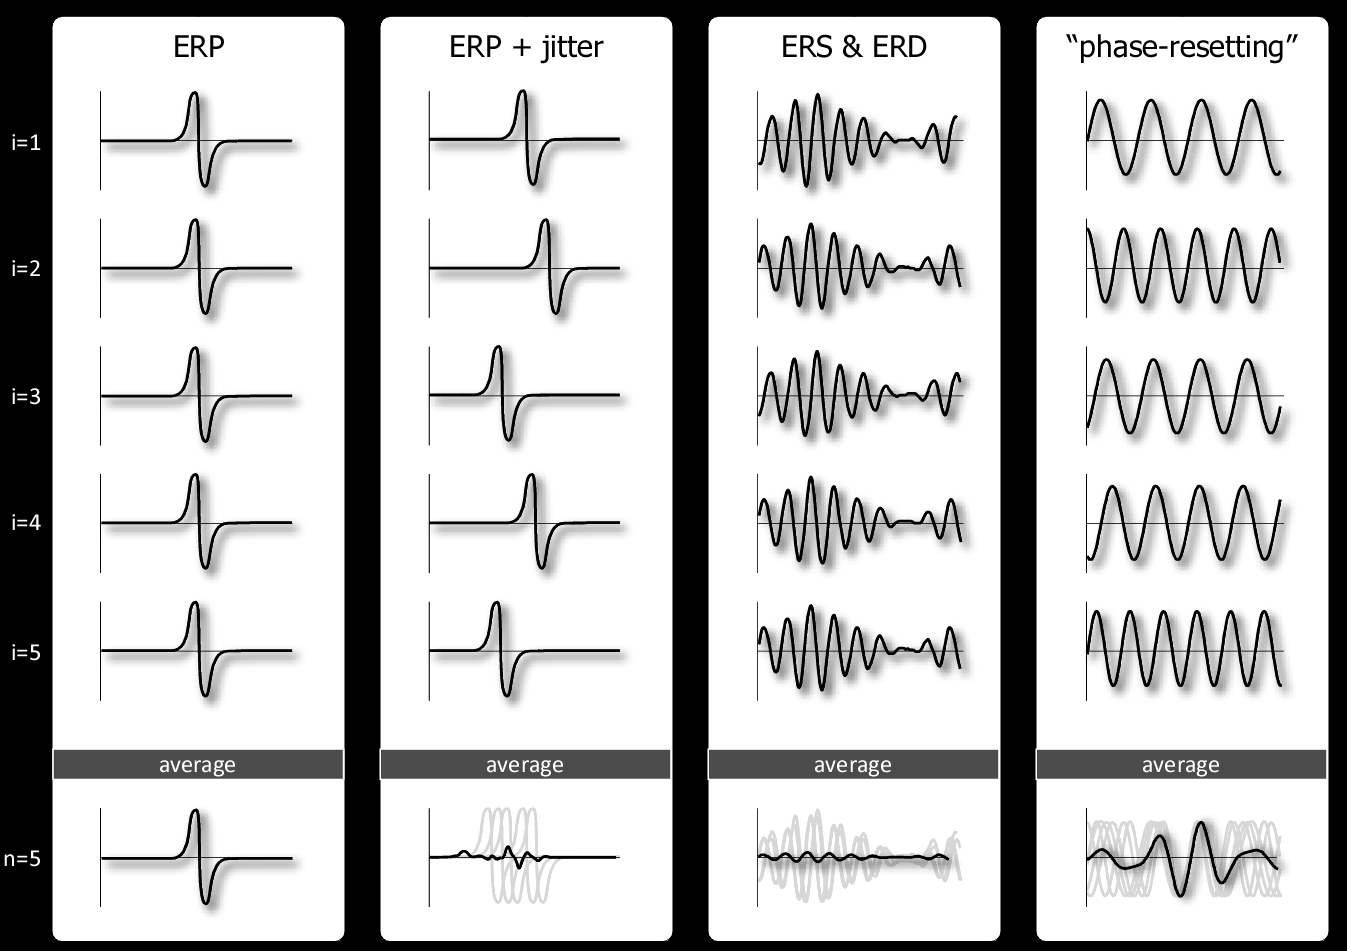 ERP
ERP + jitter
ERS & ERD
“phase-resetting”
i=1
i=2
i=3
i=4
i=5
average
average
average
average
n=5